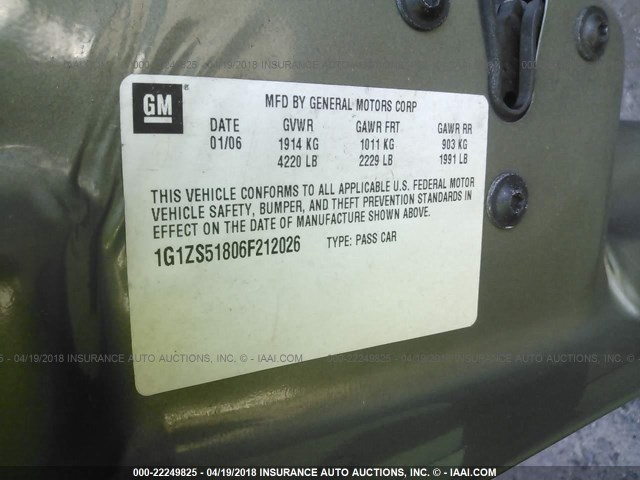 GM ®
MFD BY GENERAL MOTORS CORP
DATE GVWR GAWR FRT GAWR RR
01/06 1914 KG 1011 KG 903 KG
4220 LB 2229 LB 1991 LB
THIS VEHICLE CONFORMS TO ALL APPLICABLE U.S. FEDERAL MOTOR
VEHICLE SAFETY, BUMPER, AND THEFT PREVENTION STANDARDS IN
EFFECT ON THE DATE OF MANUFACTURE SHOWN ABOVE.
1G1ZS51806F212026 TYPE: PASS CAR
000-22249825 - 04/19/2018 INSURANCE AUTO AUCTIONS, INC. - © - IAAI.COM